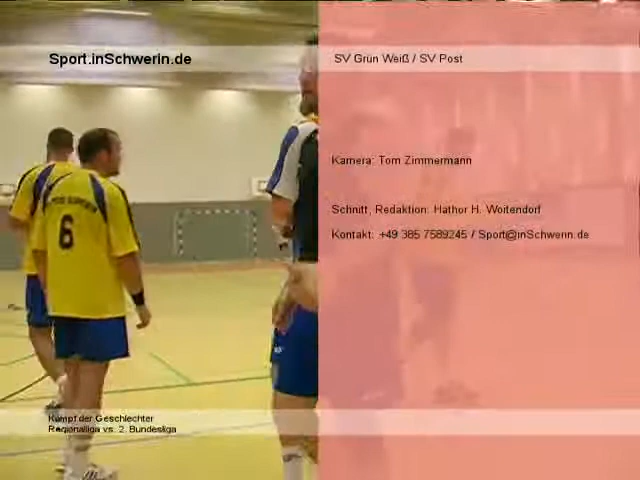 Sport.inSchwerin.de
SV Grün Weiß / SV Post
Kamera: Tom Zimmermann
Schnitt, Redaktion: Hathor H. Woitendorf
Kontakt: +49 385 7589245 / Sport@inSchwerin.de
6
Kampf der Geschlechter
Regionalliga vs. 2. Bundesliga